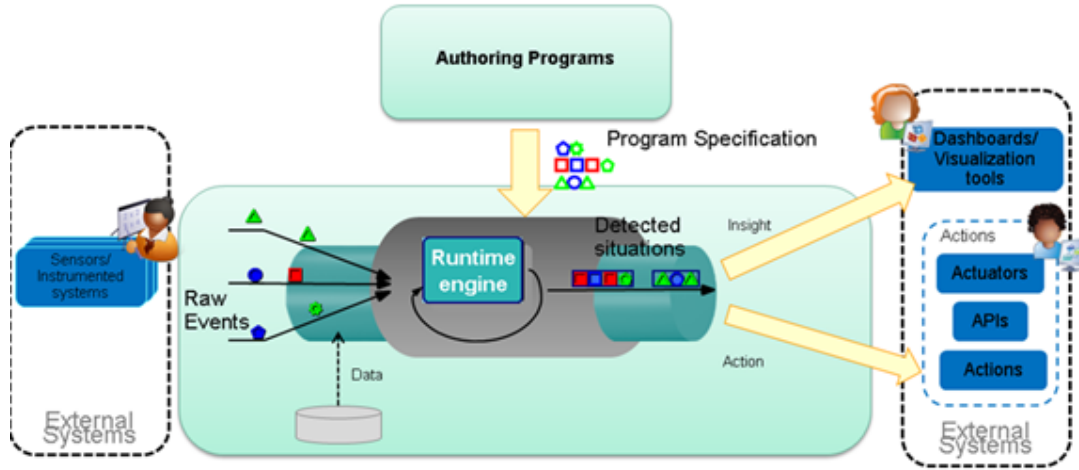 Authoring Programs
Program Specification
Dashboards/
Visualization
tools
Sensors/
Instrumented
systems
Raw
Events
Runtime
engine
Detected
situations
Insight
Actions
Actuators
APIs
Actions
Data
Action
External
Systems
External
Systems